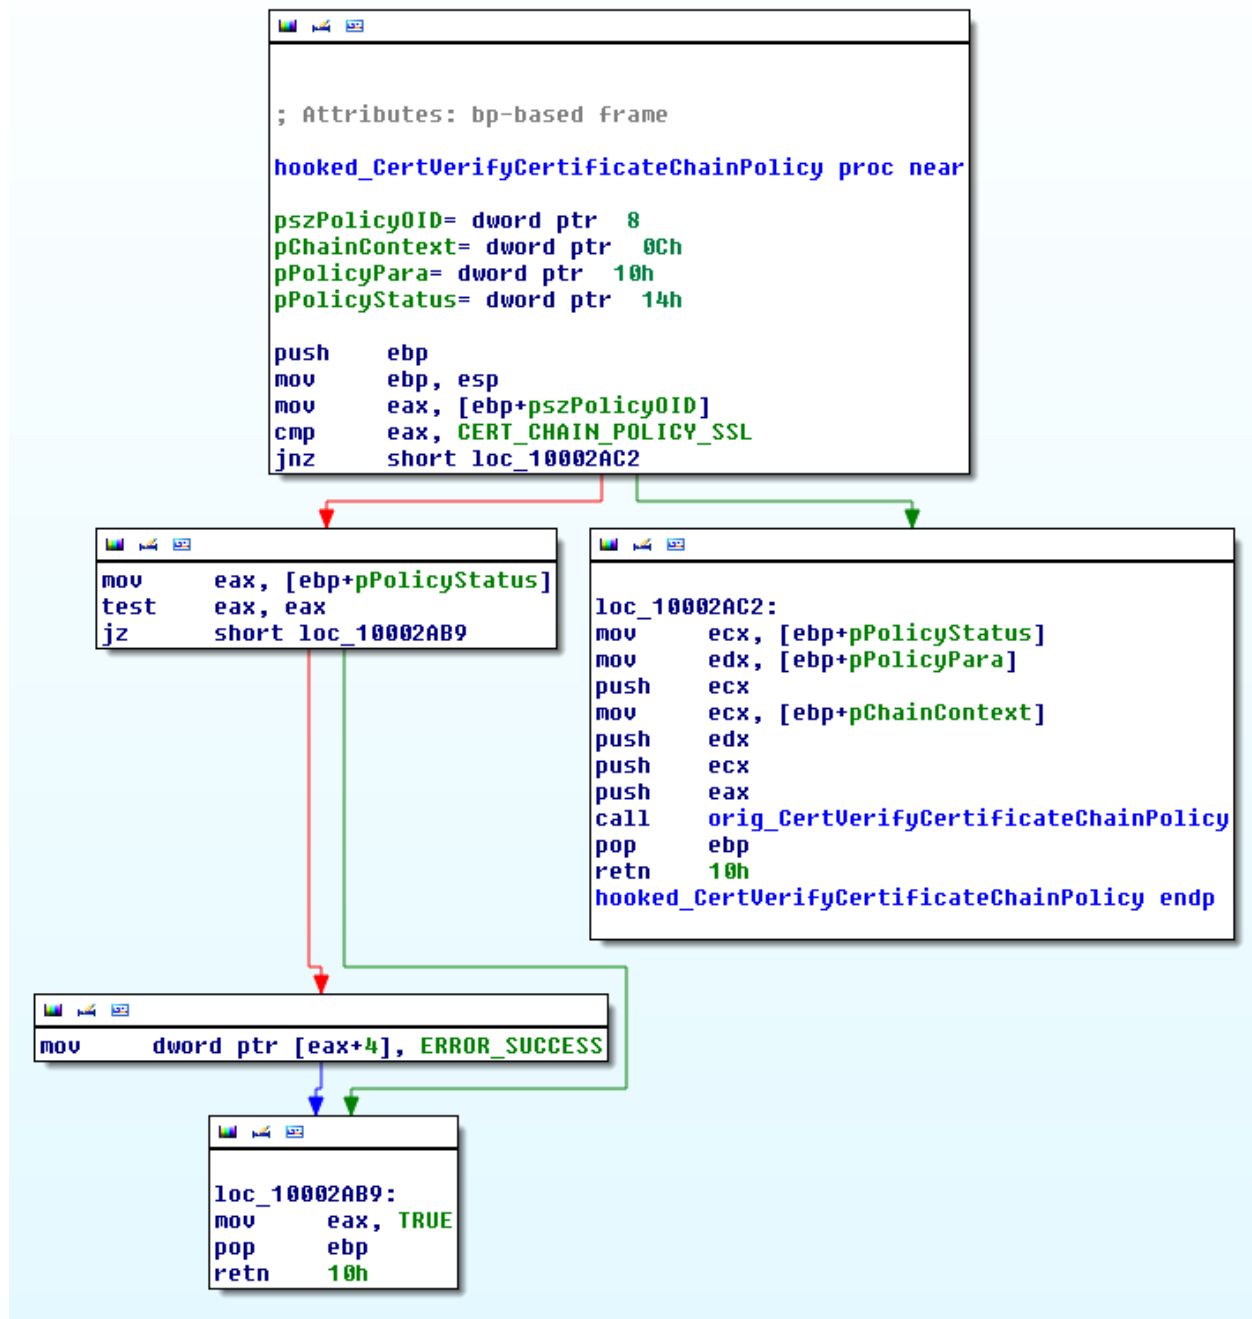 ; Attributes: bp-based frame
hooked_CertVerifyCertificateChainPolicy proc near
pszPolicyOID= dword ptr  8
pChainContext= dword ptr  0Ch
pPolicyPara= dword ptr  10h
pPolicyStatus= dword ptr  14h
push    ebp
mov     ebp, esp
mov     eax, [ebp+pszPolicyOID]
cmp     eax, CERT_CHAIN_POLICY_SSL
jnz     short loc_10002AC2
mov     eax, [ebp+pPolicyStatus]
test    eax, eax
jz      short loc_10002AB9
loc_10002AC2:
mov     ecx, [ebp+pPolicyStatus]
mov     edx, [ebp+pPolicyPara]
push    ecx
mov     ecx, [ebp+pChainContext]
push    edx
push    ecx
push    eax
call    orig_CertVerifyCertificateChainPolicy
pop     ebp
retn    10h
hooked_CertVerifyCertificateChainPolicy endp
mov     dword ptr [eax+4], ERROR_SUCCESS
loc_10002AB9:
mov     eax, TRUE
pop     ebp
retn    10h